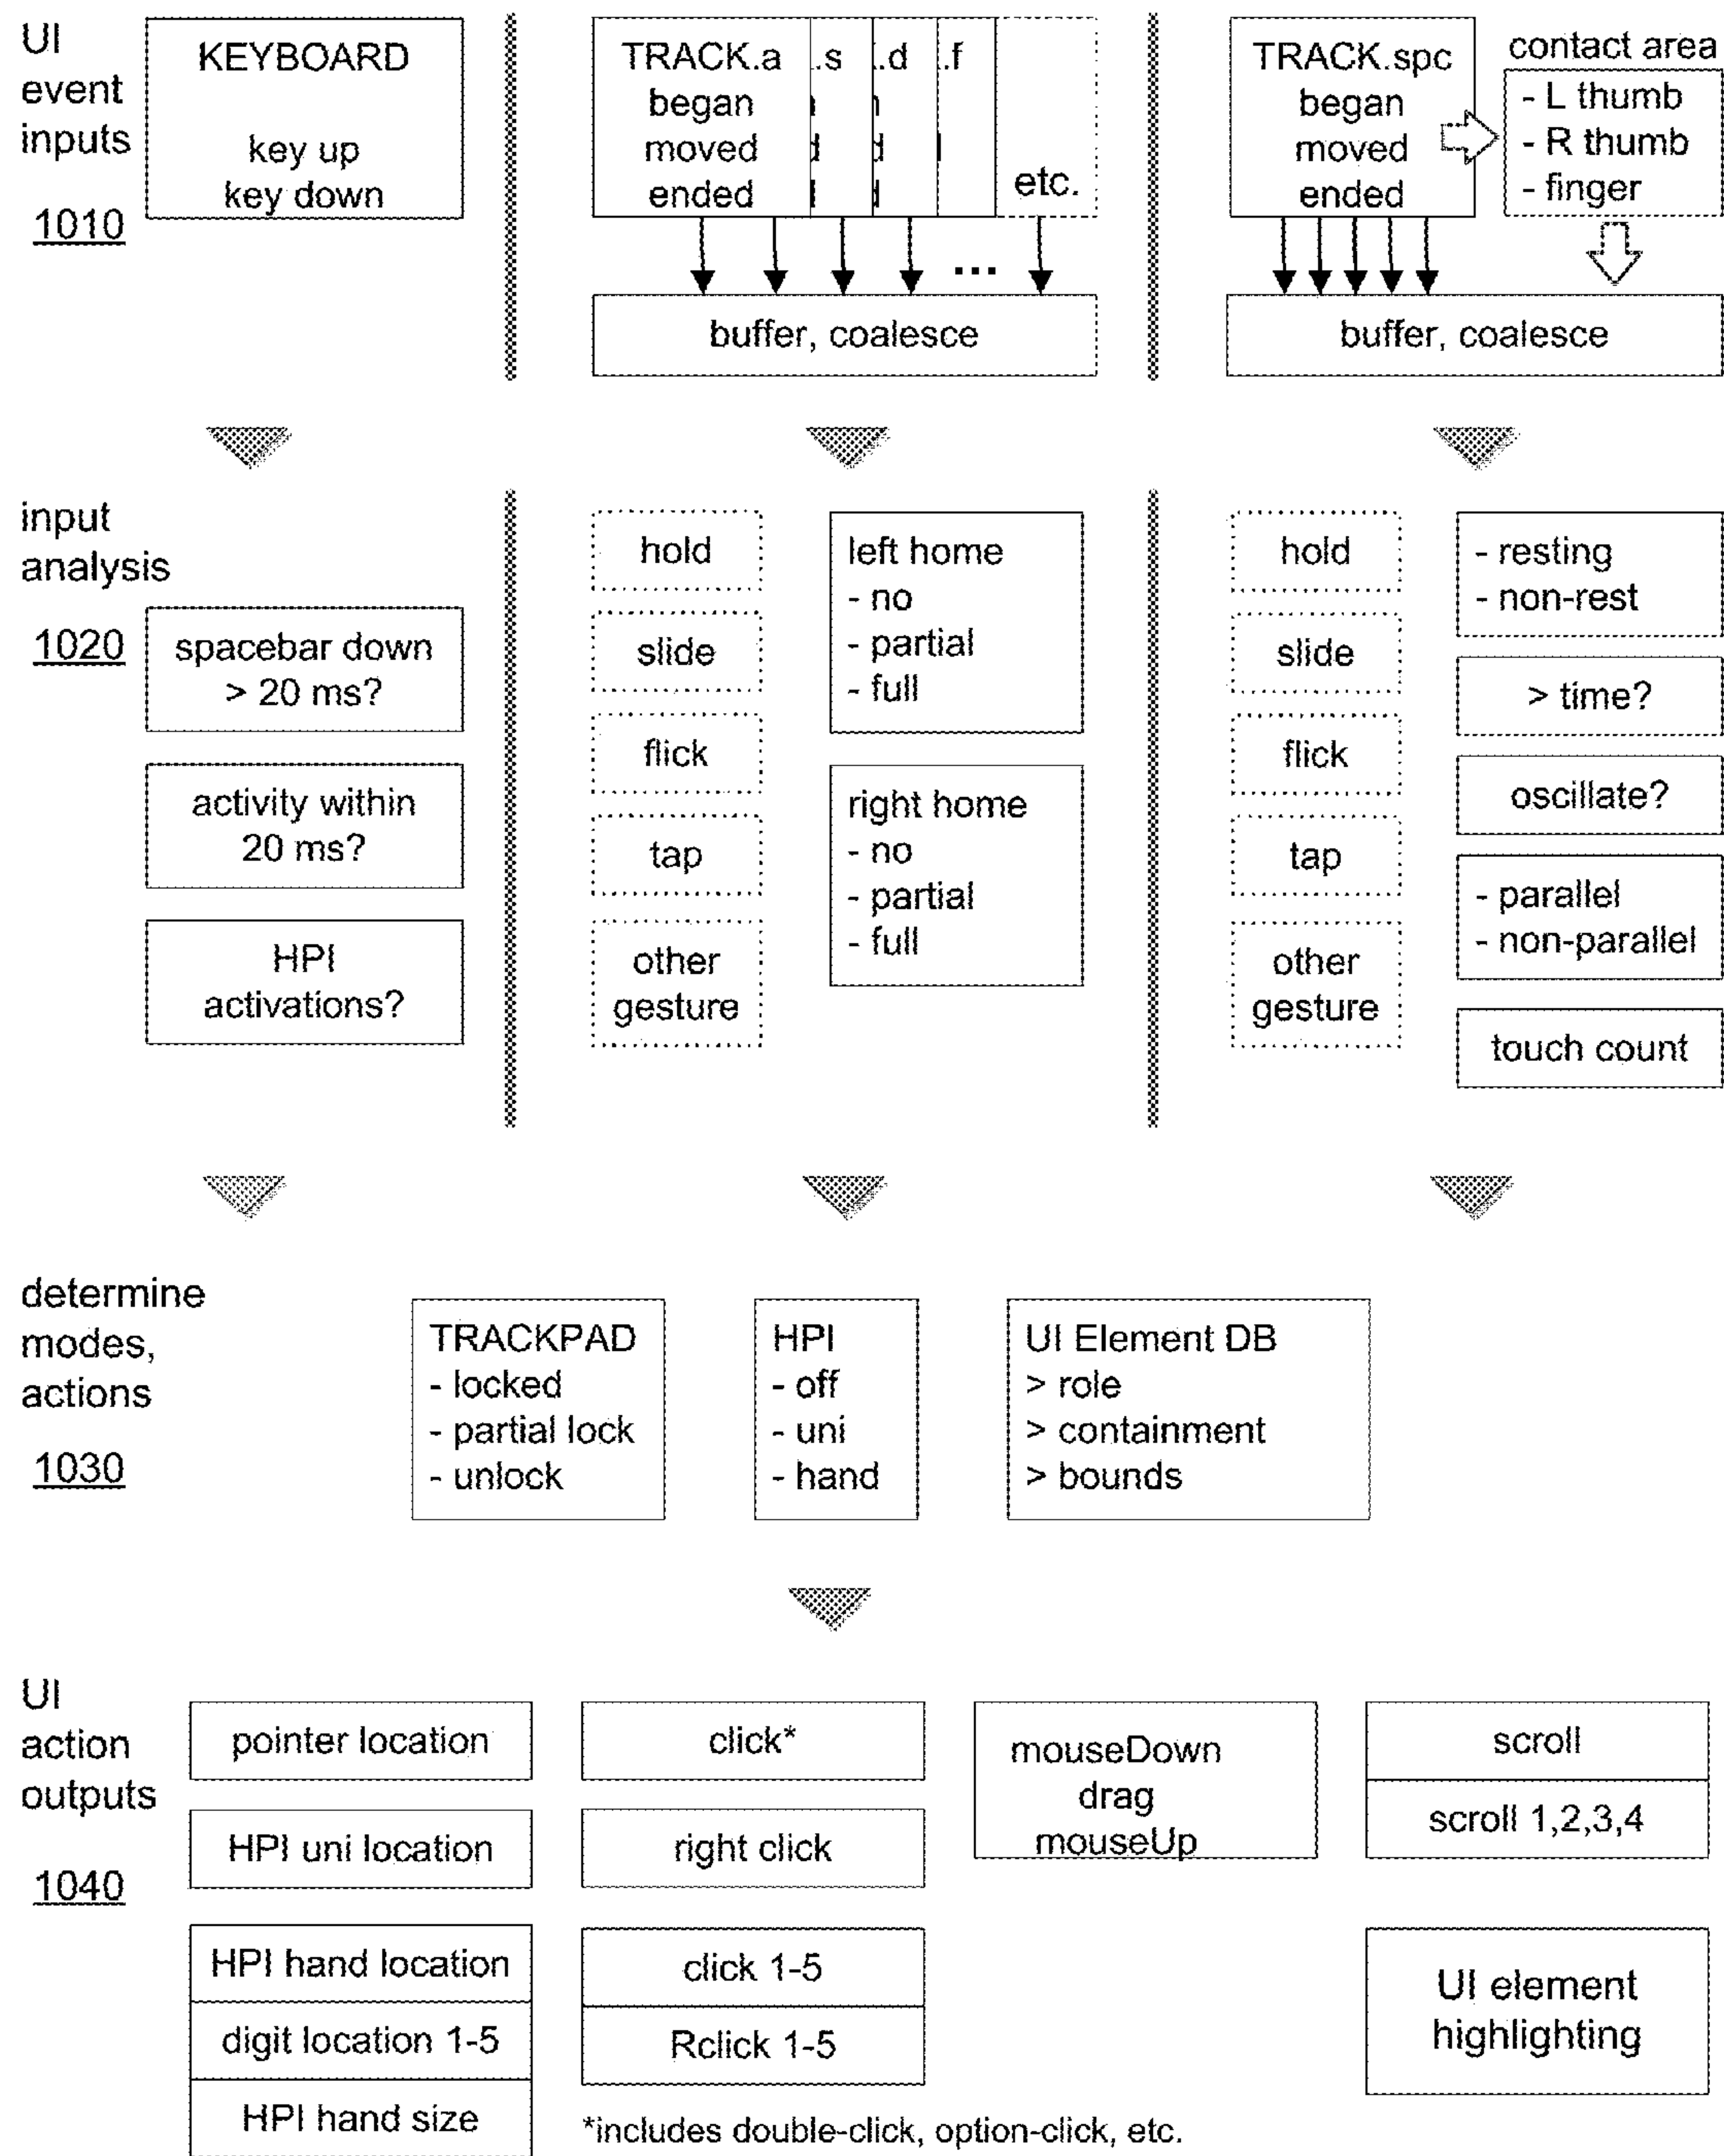 UI
event
inputs
1010
KEYBOARD
key up
key down
TRACK.a
began
moved
ended
.s
.d
.f
etc.
...
buffer, coalesce
TRACK.spc
began
moved
ended
contact area
- L thumb
- R thumb
- finger
buffer, coalesce
input
analysis
1020
spacebar down
> 20 ms?
activity within
20 ms?
HPI
activations?
hold
slide
flick
tap
other
gesture
left home
- no
- partial
- full
right home
- no
- partial
- full
hold
slide
flick
tap
other
gesture
- resting
- non-rest
> time?
oscillate?
- parallel
- non-parallel
touch count
determine
modes,
actions
1030
TRACKPAD
- locked
- partial lock
- unlock
HPI
- off
- uni
- hand
UI Element DB
> role
> containment
> bounds
UI
action
outputs
1040
pointer location
HPI uni location
HPI hand location
digit location 1-5
HPI hand size
click*
right click
click 1-5
Rclick 1-5
*includes double-click, option-click, etc.
mouseDown
drag
mouseUp
scroll
scroll 1,2,3,4
UI element
highlighting